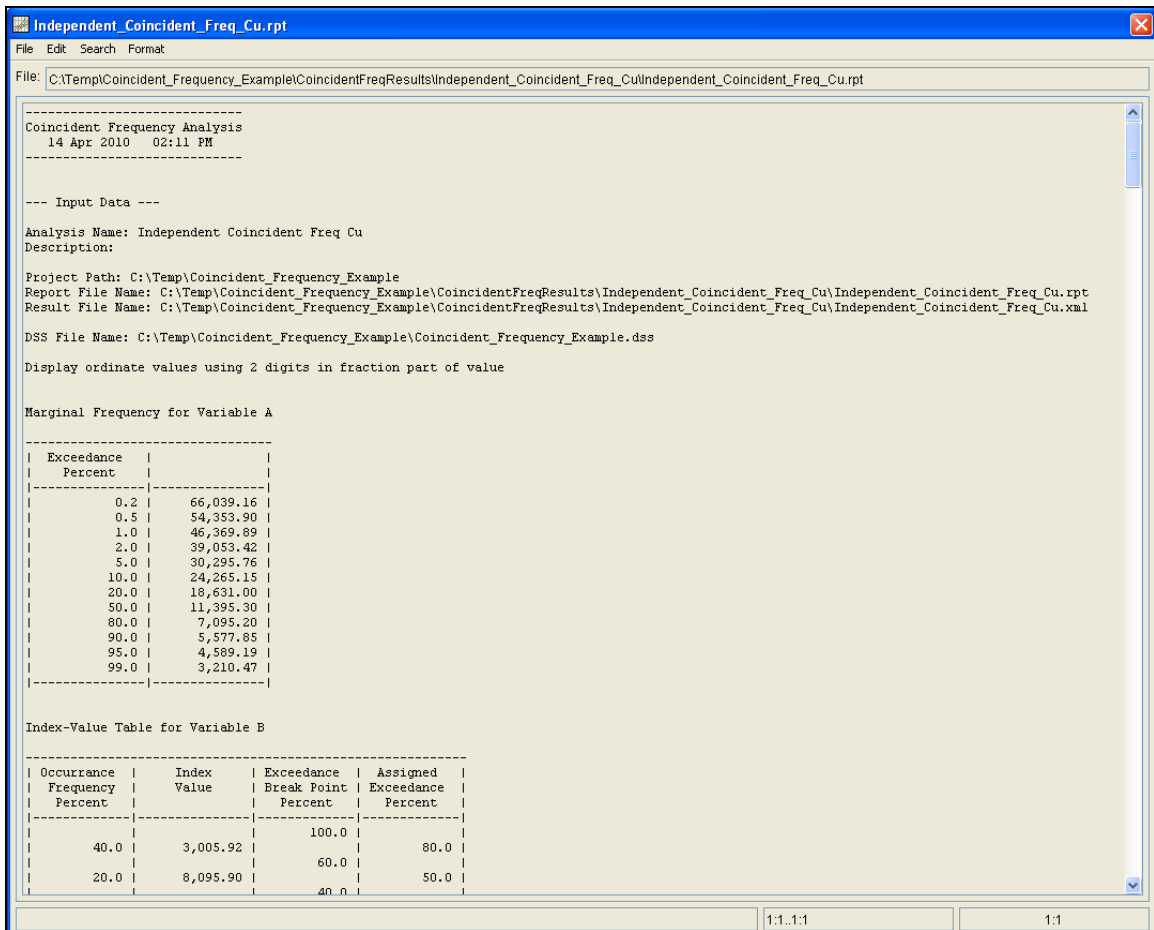 Independent_Coincident_Freq_Cu.rpt
File Edit Search Format
File: C:\Temp\Coincident_Frequency_Example\CoincidentFreqResults\Independent_Coincident_Freq_Cu\Independent_Coincident_Freq_Cu.rpt
-----------------------------
Coincident Frequency Analysis
14 Apr 2010 02:11 PM
-----------------------------
--- Input Data ---
Analysis Name: Independent Coincident Freq Cu
Description:
Project Path: C:\Temp\Coincident_Frequency_Example
Report File Name: C:\Temp\Coincident_Frequency_Example\CoincidentFreqResults\Independent_Coincident_Freq_Cu\Independent_Coincident_Freq_Cu.rpt
Result File Name: C:\Temp\Coincident_Frequency_Example\CoincidentFreqResults\Independent_Coincident_Freq_Cu\Independent_Coincident_Freq_Cu.xml
DSS File Name: C:\Temp\Coincident_Frequency_Example\Coincident_Frequency_Example.dss
Display ordinate values using 2 digits in fraction part of value
Marginal Frequency for Variable A
---------------------------------
| Exceedance | |
| Percent | |
|---------------|---------------|
| 0.2 | 66,039.16 |
| 0.5 | 54,353.90 |
| 1.0 | 46,369.89 |
| 2.0 | 39,053.42 |
| 5.0 | 30,295.76 |
| 10.0 | 24,265.15 |
| 20.0 | 18,631.00 |
| 50.0 | 11,395.30 |
| 80.0 | 7,095.20 |
| 90.0 | 5,577.85 |
| 95.0 | 4,589.19 |
| 99.0 | 3,210.47 |
|---------------|---------------|
Index-Value Table for Variable B
-----------------------------------------------------------
| Occurrance | Index | Exceedance | Assigned |
| Frequency | Value | Break Point | Exceedance |
| Percent | | Percent | Percent |
|-------------|---------------|-------------|-------------|
| | | 100.0 | |
| 40.0 | 3,005.92 | | 80.0 |
| | | 60.0 | |
| 20.0 | 8,095.90 | | 50.0 |
| | | 40.0 | |
1:1..1:1 1:1